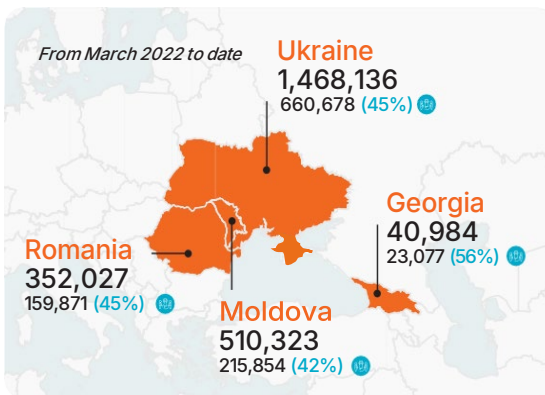 From March 2022 to date
Ukraine
1,468,136
660,678 (45%)
Georgia
40,984
23,077 (56%)
Romania
352,027
159,871 (45%)
Moldova
510,323
215,854 (42%)